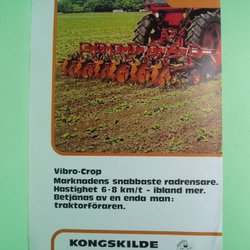 Vibro-Crop
Marknadens snabbaste radrensare.
Hastighet 6-8 km/t - ibland mer.
Betjänas av en enda man:
traktorföraren.
KONGSKILDE